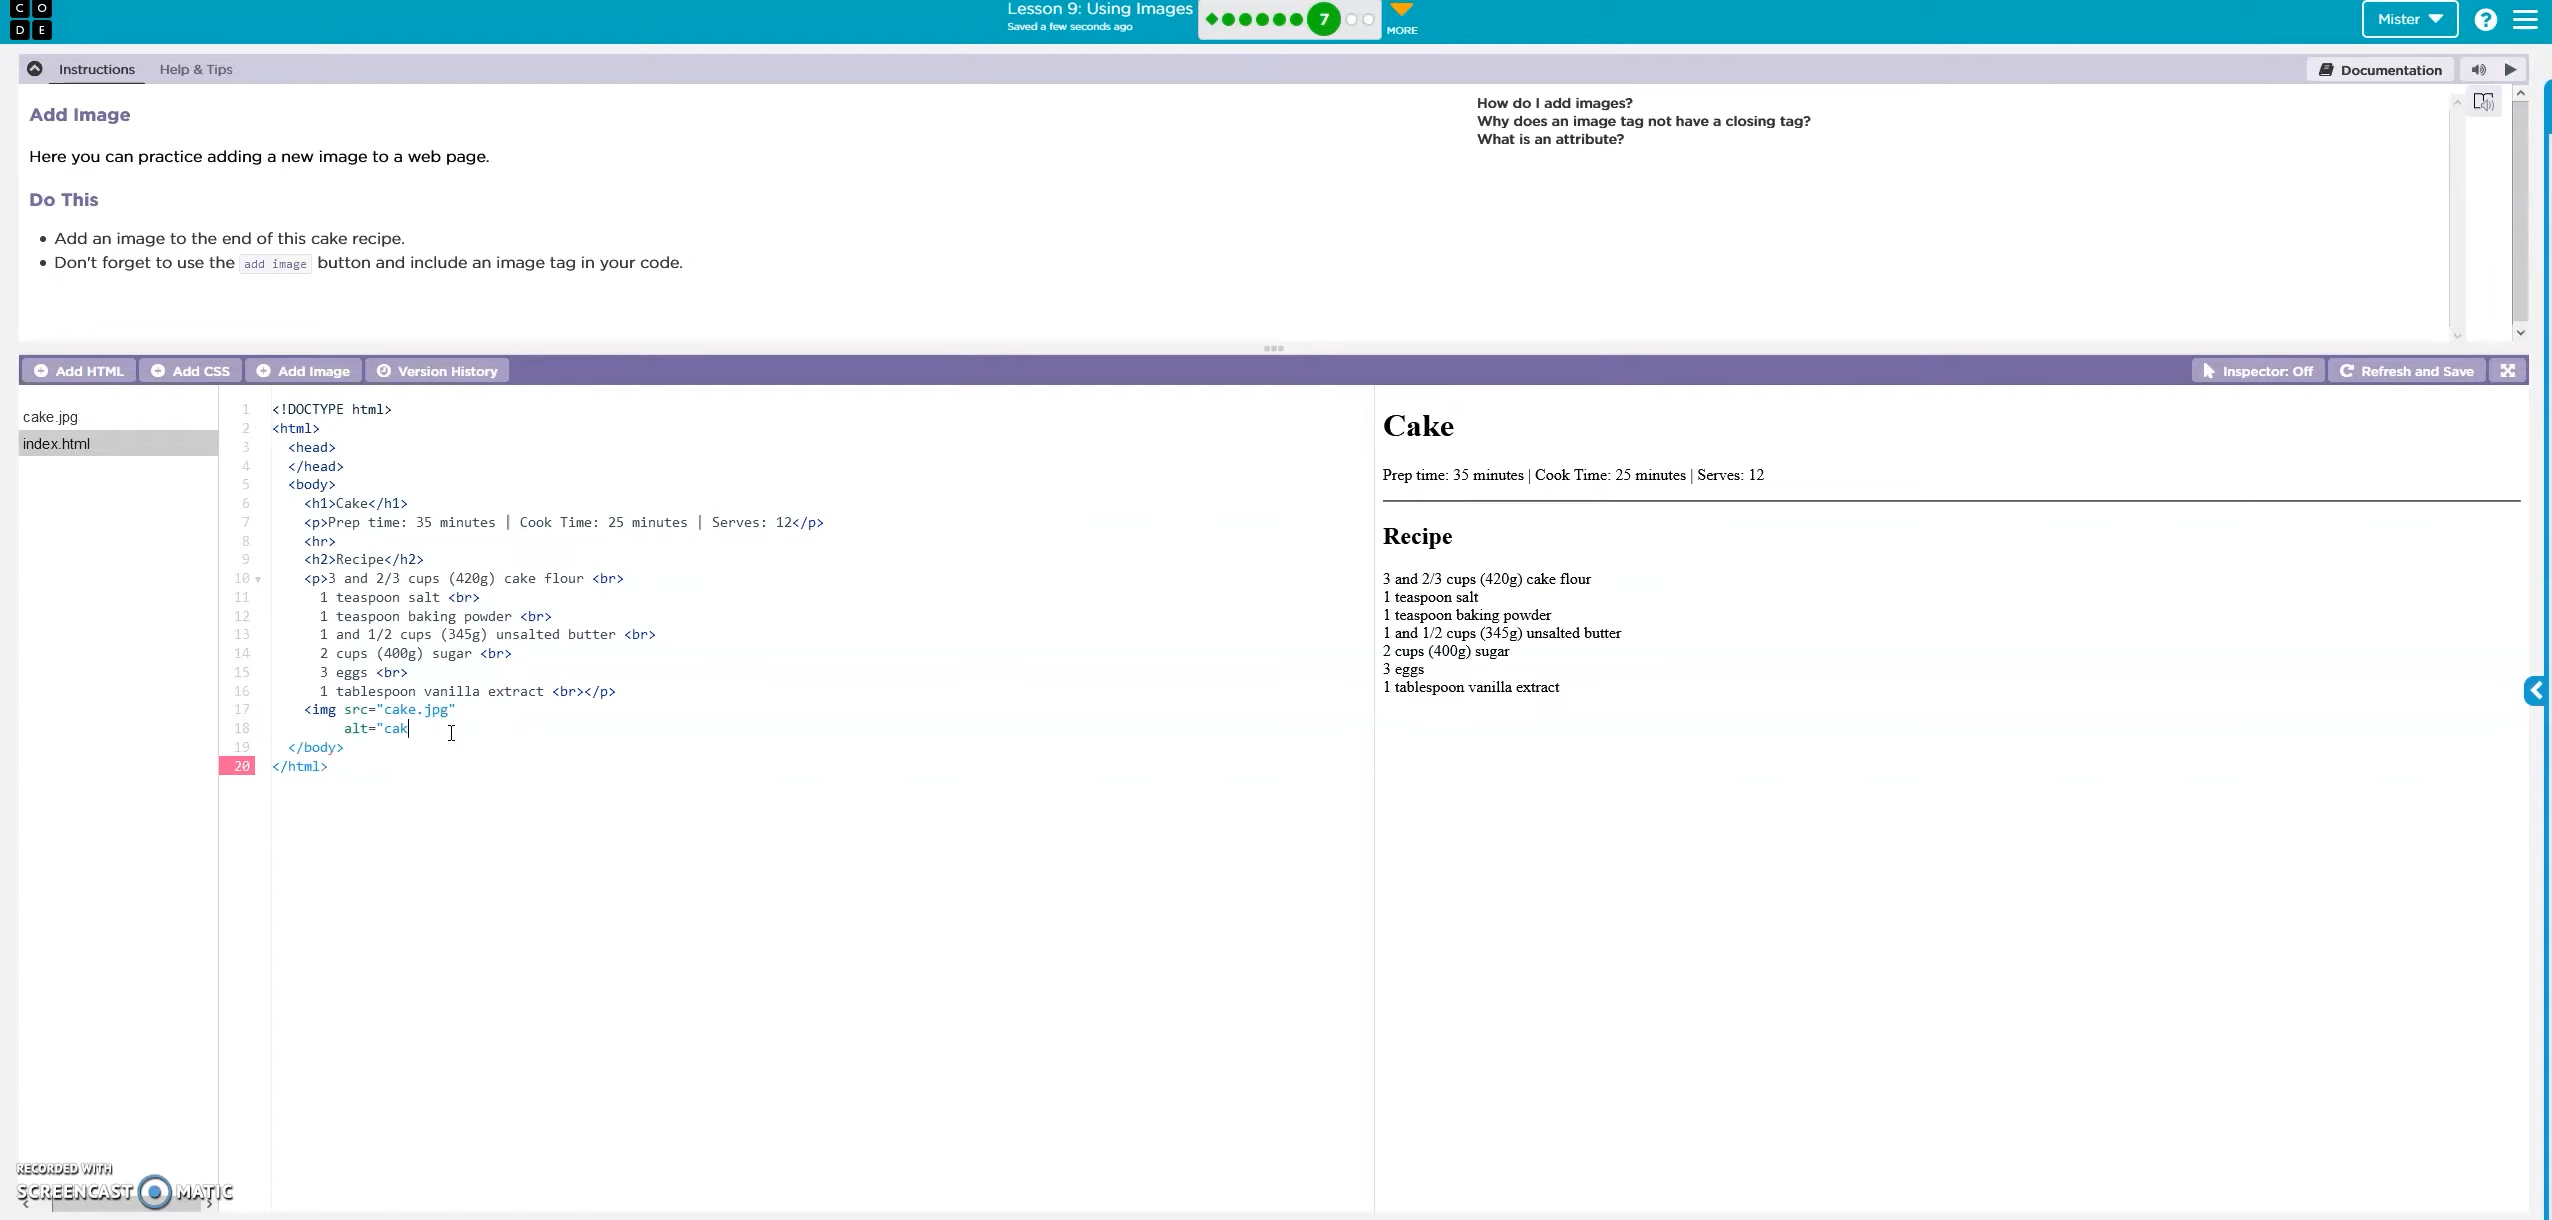 C O
D E
Lesson 9: Using Images
Saved a few seconds ago
7
MORE
Mister
?
Instructions
Help & Tips
Documentation
Add Image
Here you can practice adding a new image to a web page.
Do This
• Add an image to the end of this cake recipe.
• Don't forget to use the add image button and include an image tag in your code.
How do I add images?
Why does an image tag not have a closing tag?
What is an attribute?
Add HTML
Add CSS
Add Image
Version History
Inspector: Off
Refresh and Save
cake.jpg
index.html
1 <!DOCTYPE html>
2 <html>
3 <head>
4 </head>
5 <body>
6 <h1>Cake</h1>
7 <p>Prep time: 35 minutes | Cook Time: 25 minutes | Serves: 12</p>
8 <hr>
9 <h2>Recipe</h2>
10 <p>3 and 2/3 cups (420g) cake flour <br>
11 1 teaspoon salt <br>
12 1 teaspoon baking powder <br>
13 1 and 1/2 cups (345g) unsalted butter <br>
14 2 cups (400g) sugar <br>
15 3 eggs <br>
16 1 tablespoon vanilla extract <br></p>
17 <img src="cake.jpg"
18 alt="cak
19 </body>
20 </html>
Cake
Prep time: 35 minutes | Cook Time: 25 minutes | Serves: 12
Recipe
3 and 2/3 cups (420g) cake flour
1 teaspoon salt
1 teaspoon baking powder
1 and 1/2 cups (345g) unsalted butter
2 cups (400g) sugar
3 eggs
1 tablespoon vanilla extract
RECORDED WITH
SCREENCAST MATIC